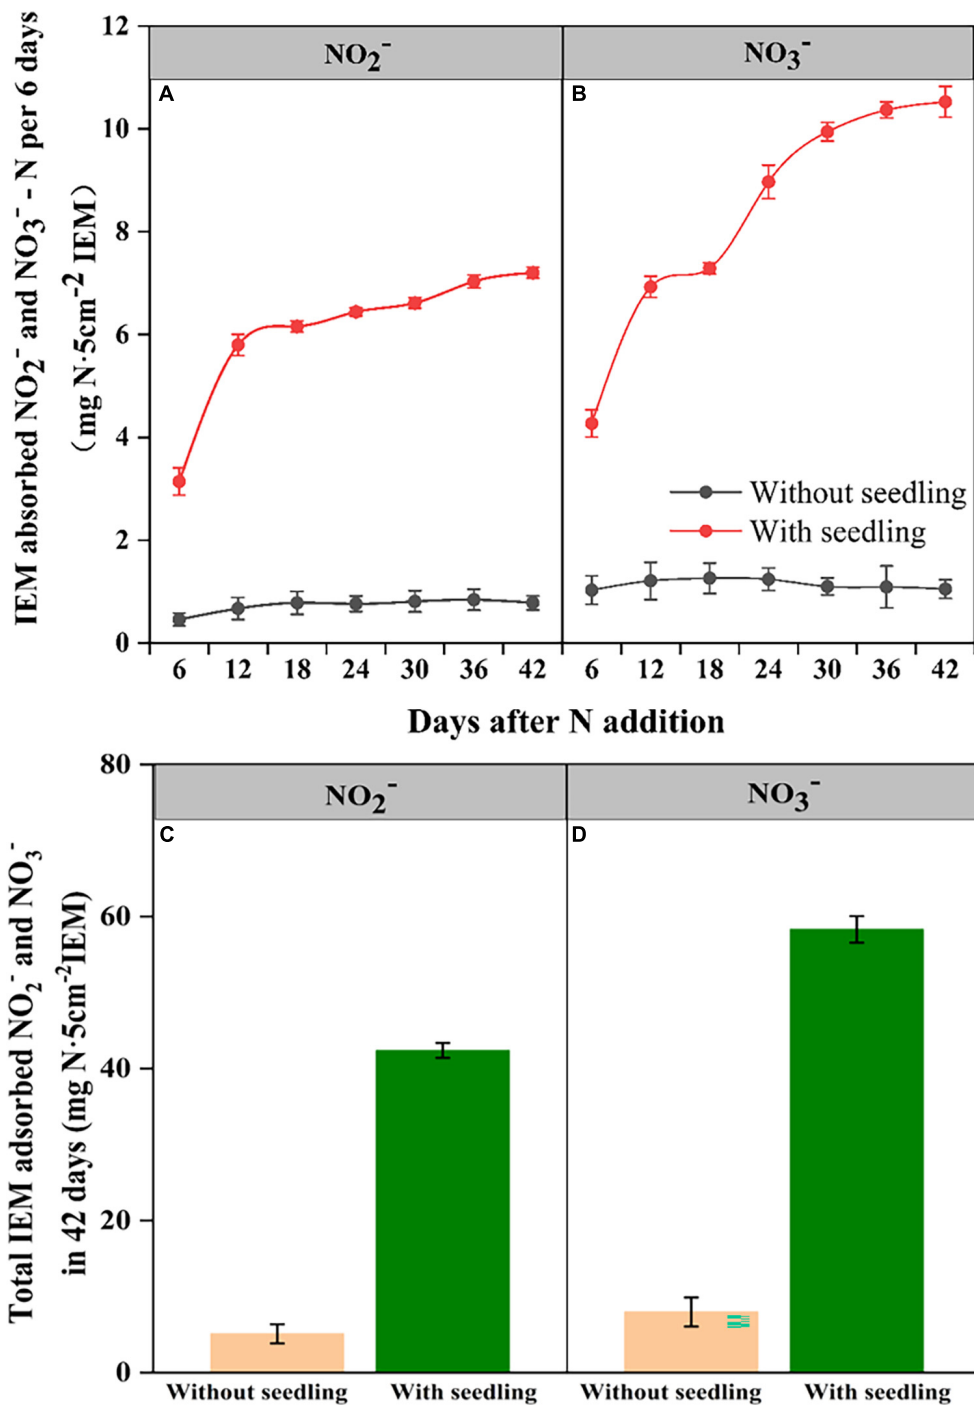 IEM absorbed NO₂⁻ and NO₃⁻ - N per 6 days
(mg N·5cm⁻² IEM)
NO₂⁻
NO₃⁻
A
B
12
10
8
6
4
2
0
Without seedling
With seedling
6 12 18 24 30 36 42
6 12 18 24 30 36 42
Days after N addition
Total IEM adsorbed NO₂⁻ and NO₃⁻
in 42 days (mg N·5cm⁻²IEM)
NO₂⁻
NO₃⁻
C
D
80
60
40
20
0
Without seedling
With seedling
Without seedling
With seedling